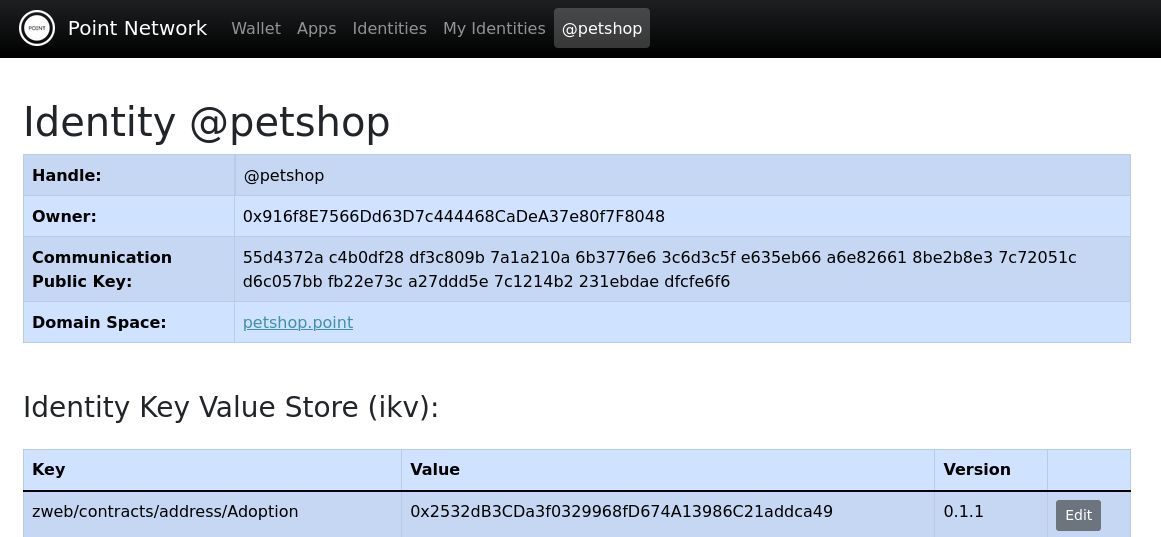 POINT Point Network Wallet Apps Identities My Identities @petshop
Identity @petshop
Handle: @petshop
Owner: 0x916f8E7566Dd63D7c444468CaDeA37e80f7F8048
Communication Public Key: 55d4372a c4b0df28 df3c809b 7a1a210a 6b3776e6 3c6d3c5f e635eb66 a6e82661 8be2b8e3 7c72051c
d6c057bb fb22e73c a27ddd5e 7c1214b2 231ebdae dfcfe6f6
Domain Space: petshop.point
Identity Key Value Store (ikv):
Key Value Version
zweb/contracts/address/Adoption 0x2532dB3CDa3f0329968fD674A13986C21addca49 0.1.1 Edit